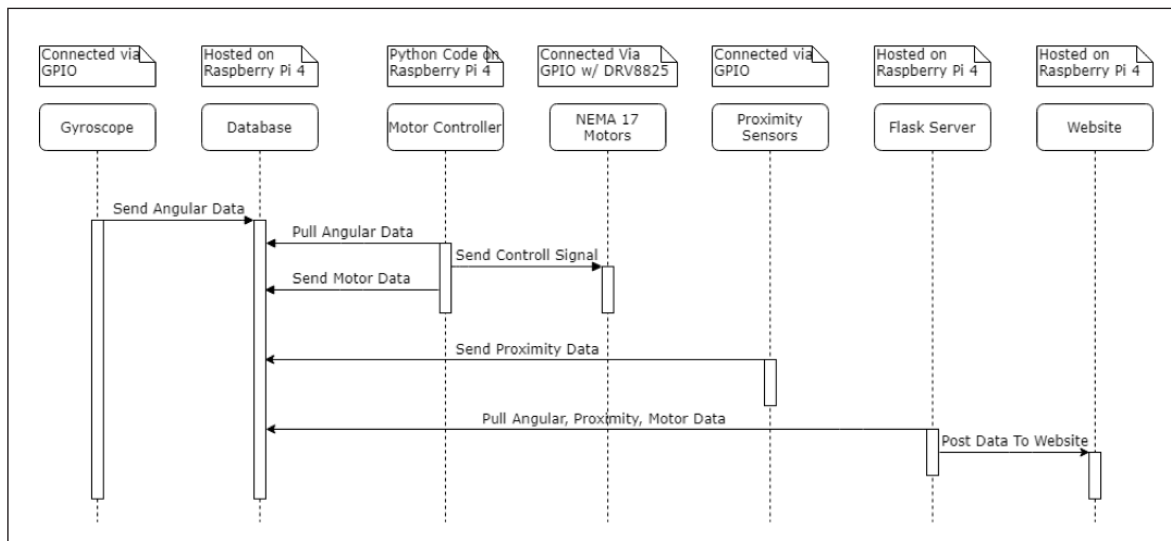 Connected via
GPIO
Hosted on
Raspberry Pi 4
Python Code on
Raspberry Pi 4
Connected Via
GPIO w/ DRV8825
Connected via
GPIO
Hosted on
Raspberry Pi 4
Hosted on
Raspberry Pi 4
Gyroscope
Database
Motor Controller
NEMA 17
Motors
Proximity
Sensors
Flask Server
Website
Send Angular Data
Pull Angular Data
Send Controll Signal
Send Motor Data
Send Proximity Data
Pull Angular, Proximity, Motor Data
Post Data To Website